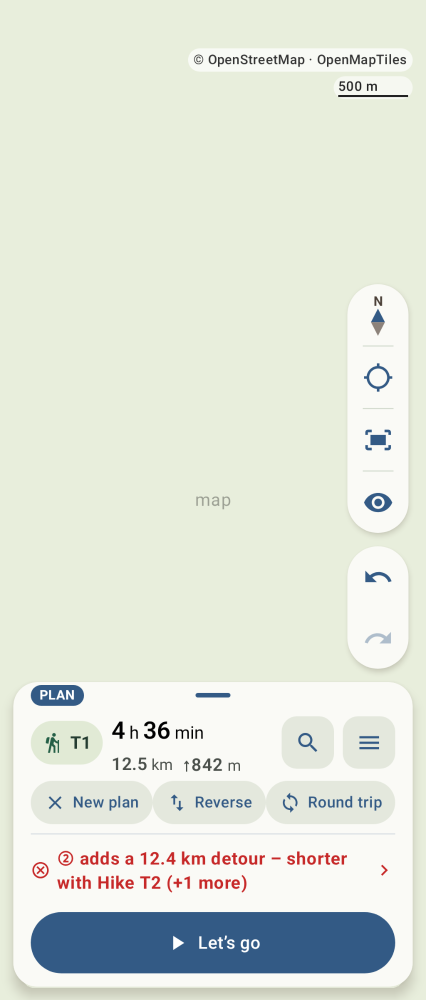 © OpenStreetMap · OpenMapTiles
500 m
N
map
PLAN
T1
4 h 36 min
12.5 km ↑842 m
New plan
Reverse
Round trip
② adds a 12.4 km detour – shorter
with Hike T2 (+1 more)
Let’s go